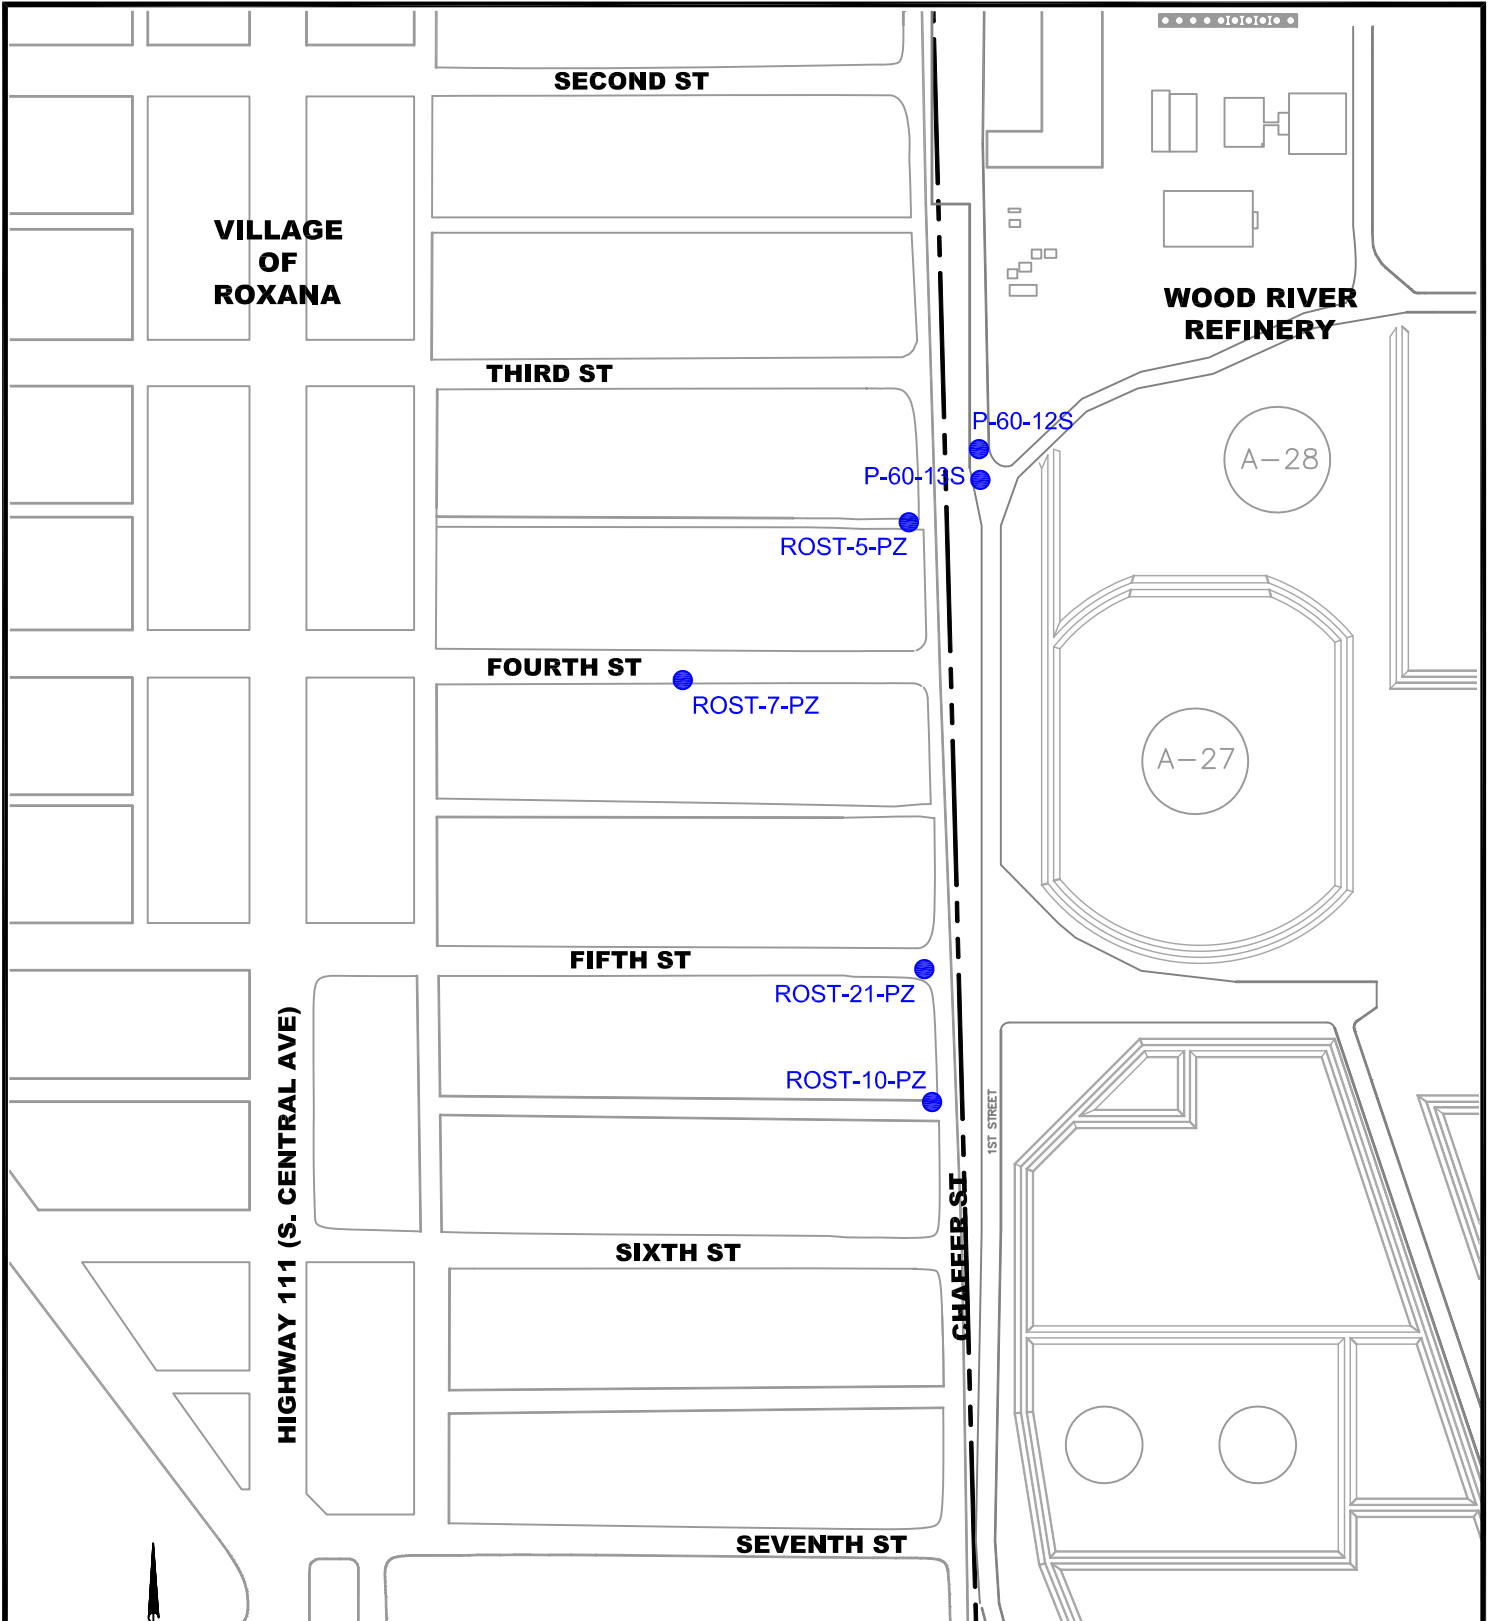 SECOND ST
VILLAGE
OF
ROXANA
WOOD RIVER
REFINERY
THIRD ST
P-60-12S
A-28
P-60-13S
ROST-5-PZ
FOURTH ST
ROST-7-PZ
A-27
FIFTH ST
ROST-21-PZ
HIGHWAY 111 (S. CENTRAL AVE)
ROST-10-PZ
1ST STREET
CHAFFER ST
SIXTH ST
SEVENTH ST